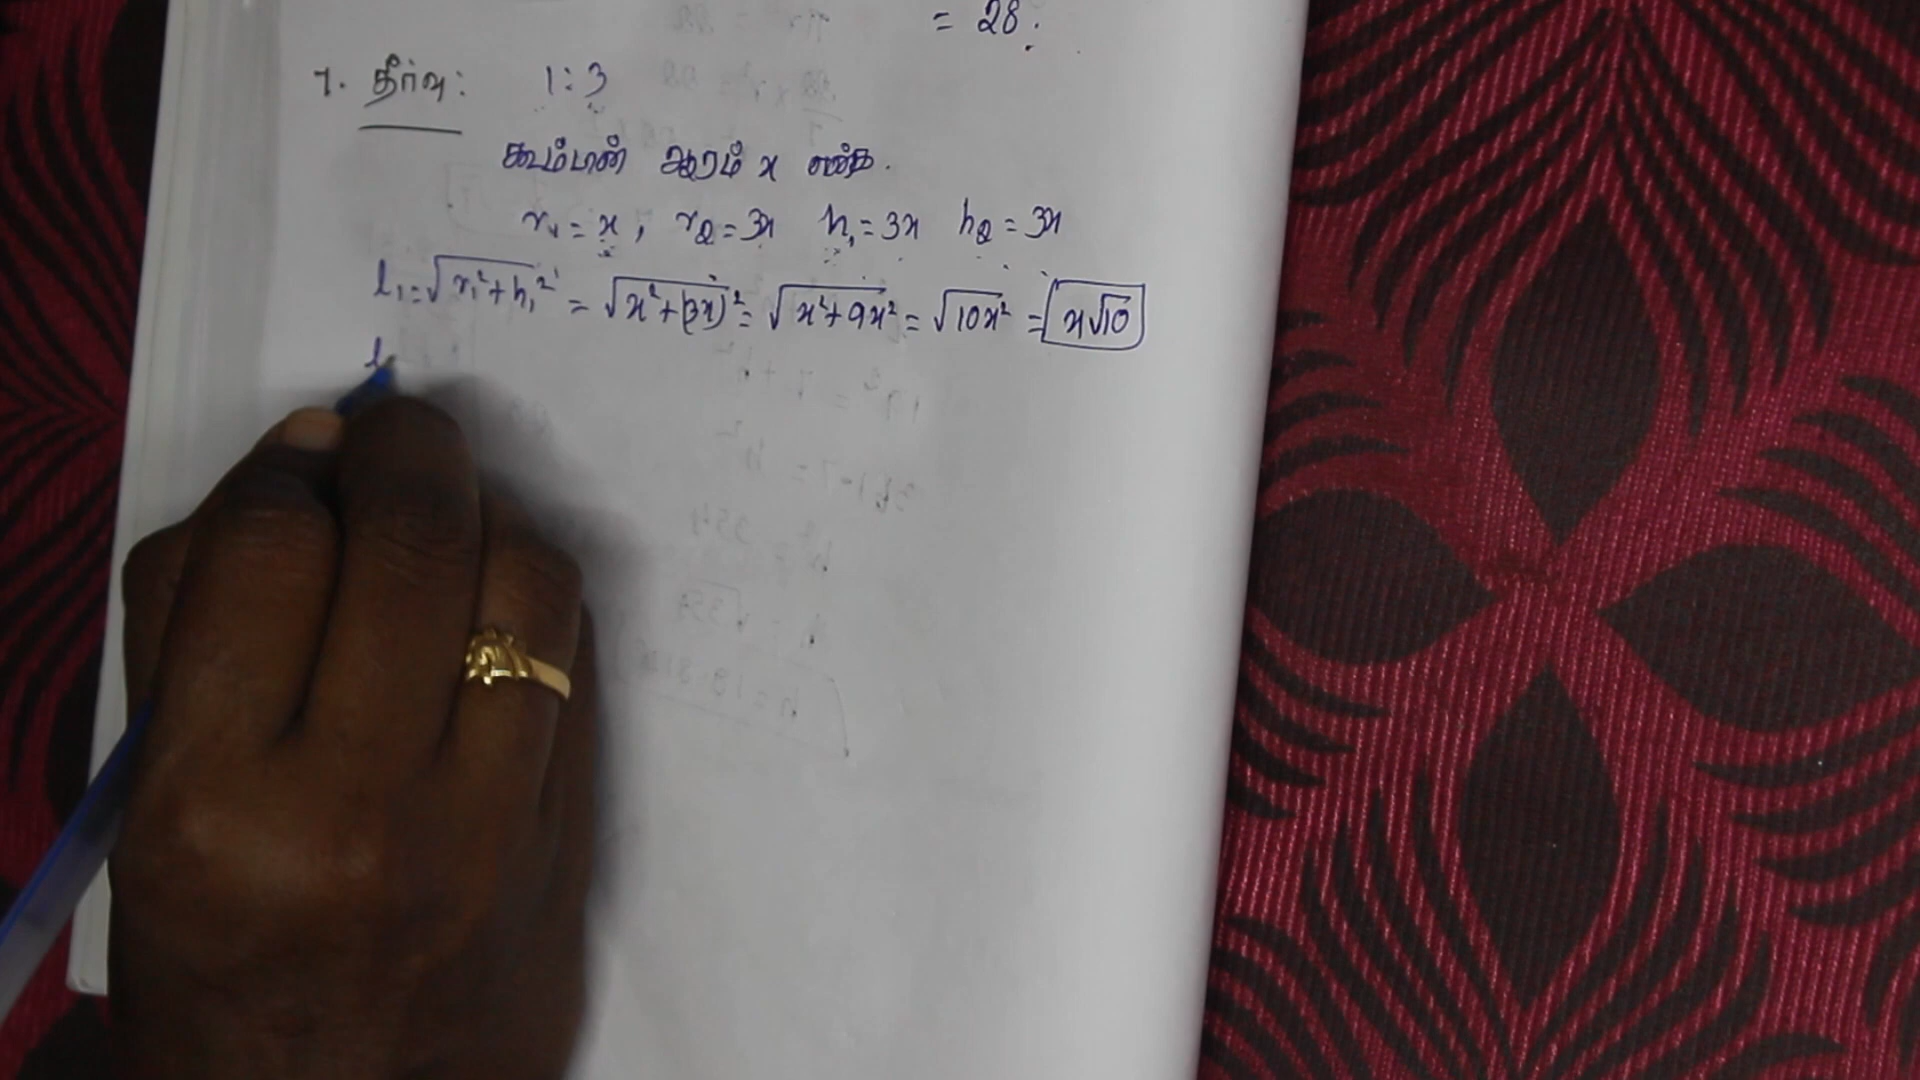 = 28.
7. தீர்வு: 1:3
கூம்பின் ஆரம் x என்க.
r₁ = x, r₂ = 3x h₁ = 3x h₂ = 3x
l₁ = √(r₁² + h₁²) = √(x² + (3x)²) = √(x² + 9x²) = √(10x²) = x√10
l